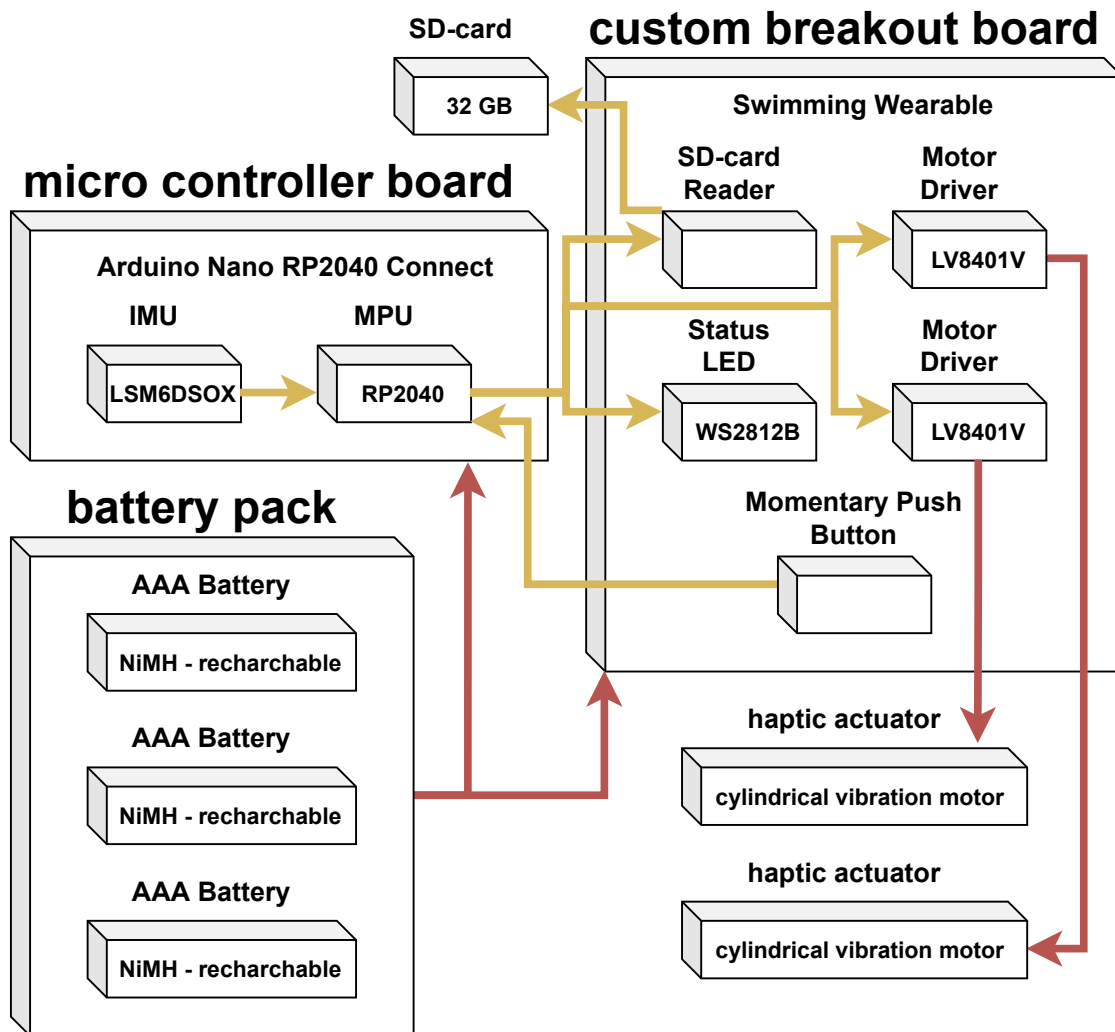 SD-card
32 GB
custom breakout board
Swimming Wearable
SD-card
Reader
Motor
Driver
LV8401V
Status
LED
WS2812B
Motor
Driver
LV8401V
Momentary Push
Button
micro controller board
Arduino Nano RP2040 Connect
IMU
LSM6DSOX
MPU
RP2040
battery pack
AAA Battery
NiMH - recharchable
AAA Battery
NiMH - recharchable
AAA Battery
NiMH - recharchable
haptic actuator
cylindrical vibration motor
haptic actuator
cylindrical vibration motor